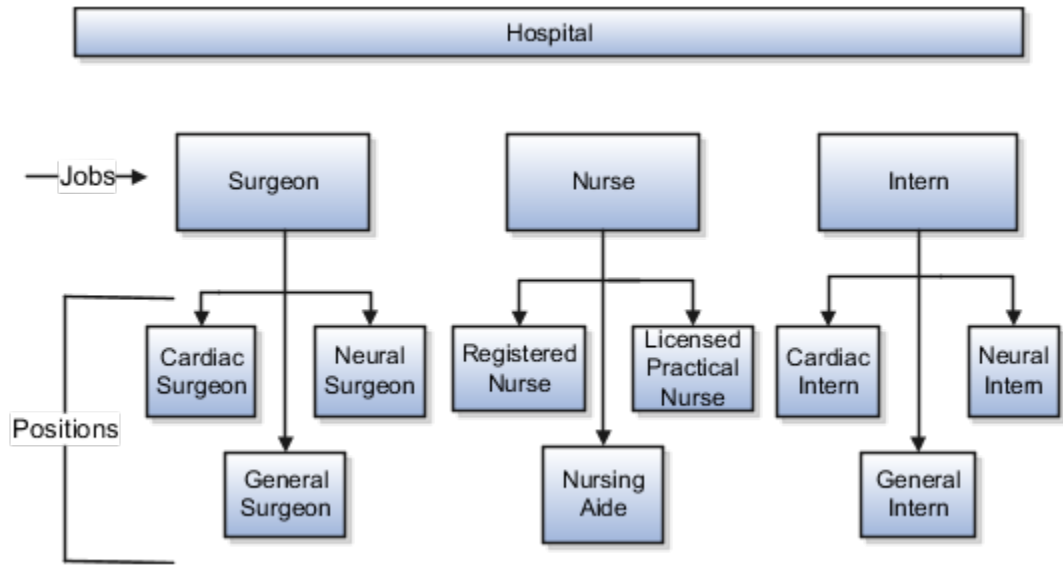 Hospital
Jobs
Surgeon
Nurse
Intern
Positions
Cardiac
Surgeon
Neural
Surgeon
General
Surgeon
Registered
Nurse
Licensed
Practical
Nurse
Nursing
Aide
Cardiac
Intern
Neural
Intern
General
Intern